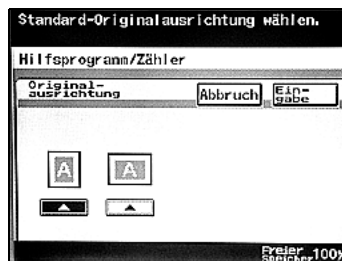 Standard-Originalausrichtung wählen.
Hilfsprogramm/Zähler
Original-
ausrichtung
Abbruch
Ein-
gabe
A
A
Freier
Speicher 100%